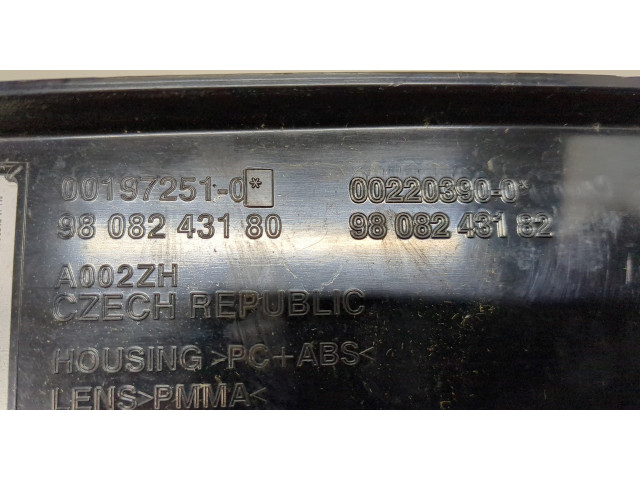 00197251-0* 00220390-0*
98 082 431 80 98 082 431 82
A002ZH
CZECH REPUBLIC
HOUSING >PC+ABS<
LENS>PMMA<